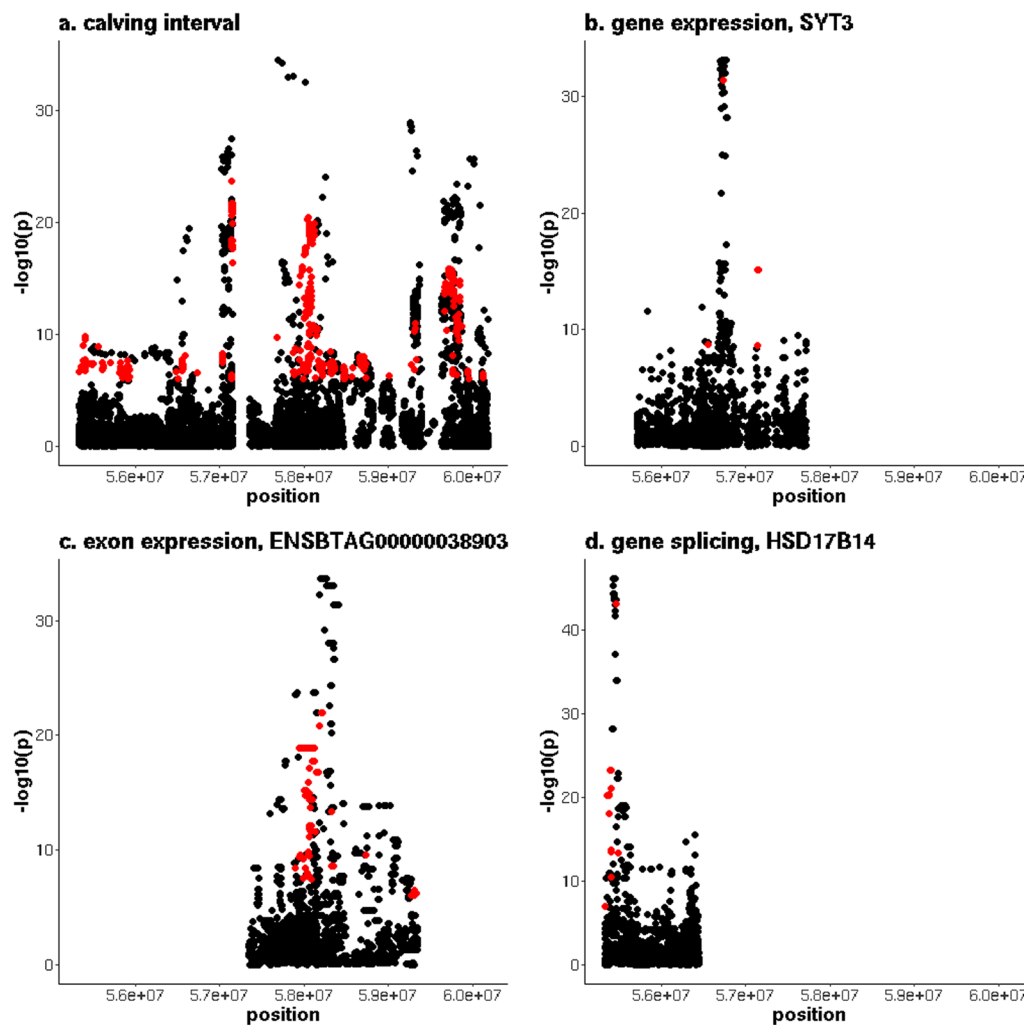 a. calving interval
-log10(p)
30
20
10
0
5.6e+07 5.7e+07 5.8e+07 5.9e+07 6.0e+07
position
b. gene expression, SYT3
-log10(p)
30
20
10
0
5.6e+07 5.7e+07 5.8e+07 5.9e+07 6.0e+07
position
c. exon expression, ENSBTAG00000038903
-log10(p)
30
20
10
0
5.6e+07 5.7e+07 5.8e+07 5.9e+07 6.0e+07
position
d. gene splicing, HSD17B14
-log10(p)
40
30
20
10
0
5.6e+07 5.7e+07 5.8e+07 5.9e+07 6.0e+07
position